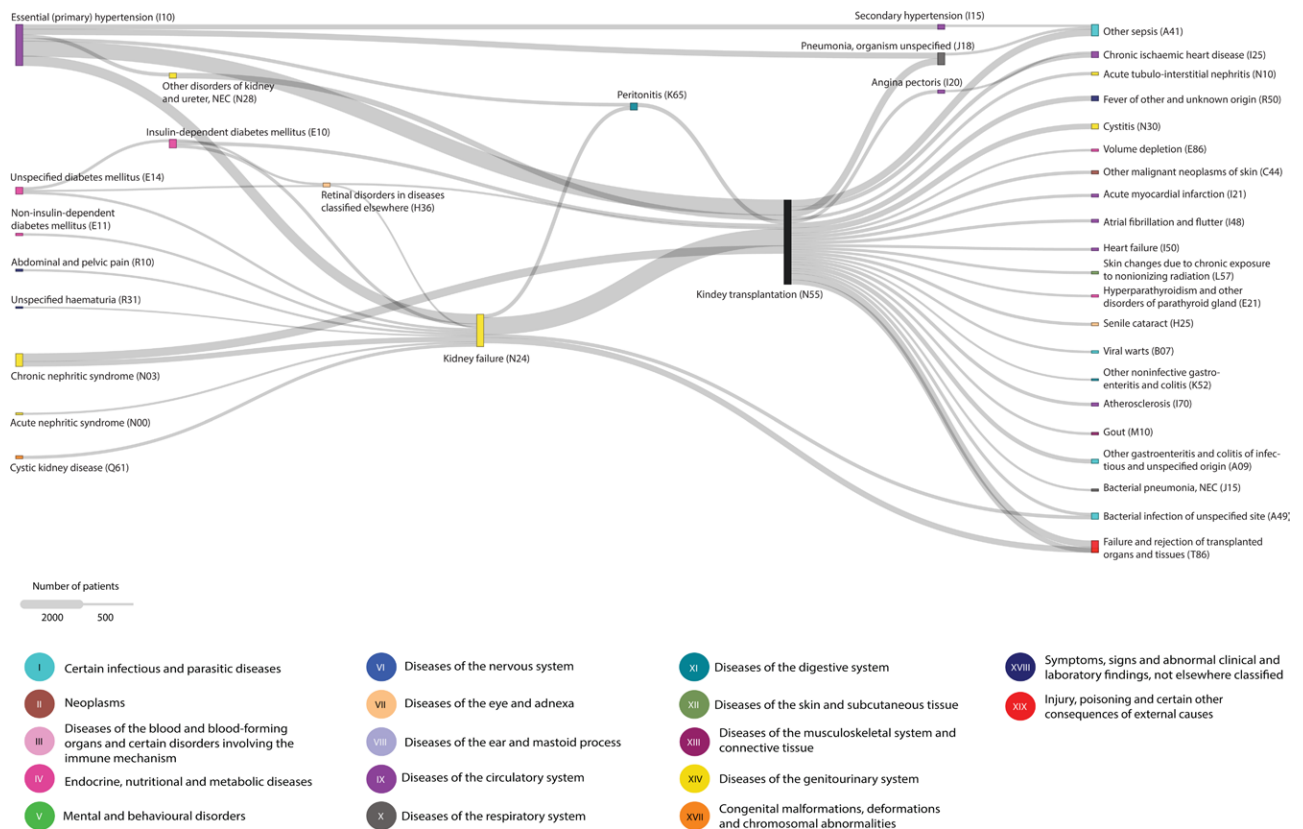 Essential (primary) hypertension (I10)
Secondary hypertension (I15)
Other sepsis (A41)
Pneumonia, organism unspecified (J18)
Chronic ischaemic heart disease (I25)
Other disorders of kidney
and ureter, NEC (N28)
Angina pectoris (I20)
Acute tubulo-interstitial nephritis (N10)
Peritonitis (K65)
Fever of other and unknown origin (R50)
Insulin-dependent diabetes mellitus (E10)
Cystitis (N30)
Volume depletion (E86)
Unspecified diabetes mellitus (E14)
Other malignant neoplasms of skin (C44)
Retinal disorders in diseases
classified elsewhere (H36)
Acute myocardial infarction (I21)
Non-insulin-dependent
diabetes mellitus (E11)
Atrial fibrillation and flutter (I48)
Heart failure (I50)
Abdominal and pelvic pain (R10)
Skin changes due to chronic exposure
to nonionizing radiation (L57)
Kindey transplantation (N55)
Hyperparathyroidism and other
disorders of parathyroid gland (E21)
Unspecified haematuria (R31)
Senile cataract (H25)
Kidney failure (N24)
Viral warts (B07)
Chronic nephritic syndrome (N03)
Other noninfective gastro-
enteritis and colitis (K52)
Atherosclerosis (I70)
Acute nephritic syndrome (N00)
Gout (M10)
Cystic kidney disease (Q61)
Other gastroenteritis and colitis of infec-
tious and unspecified origin (A09)
Bacterial pneumonia, NEC (J15)
Bacterial infection of unspecified site (A49)
Failure and rejection of transplanted
organs and tissues (T86)
Number of patients
2000 500
I Certain infectious and parasitic diseases
II Neoplasms
III Diseases of the blood and blood-forming
organs and certain disorders involving the
immune mechanism
IV Endocrine, nutritional and metabolic diseases
V Mental and behavioural disorders
VI Diseases of the nervous system
VII Diseases of the eye and adnexa
VIII Diseases of the ear and mastoid process
IX Diseases of the circulatory system
X Diseases of the respiratory system
XI Diseases of the digestive system
XII Diseases of the skin and subcutaneous tissue
XIII Diseases of the musculoskeletal system and
connective tissue
XIV Diseases of the genitourinary system
XVII Congenital malformations, deformations
and chromosomal abnormalities
XVIII Symptoms, signs and abnormal clinical and
laboratory findings, not elsewhere classified
XIX Injury, poisoning and certain other
consequences of external causes